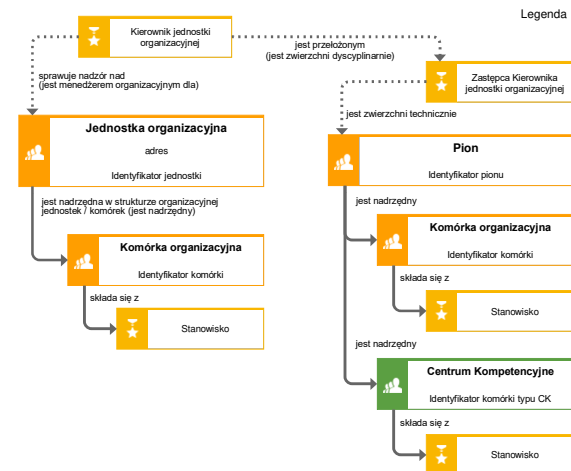 Legenda
Kierownik jednostki
organizacyjnej
jest przełożonym
(jest zwierzchni dyscyplinarnie)
sprawuje nadzór nad
(jest menedżerem organizacyjnym dla)
Zastępca Kierownika
jednostki organizacyjnej
jest zwierzchni technicznie
Jednostka organizacyjna
adres
Identyfikator jednostki
Pion
Identyfikator pionu
jest nadrzędna w strukturze organizacyjnej
jednostek / komórek (jest nadrzędny)
jest nadrzędny
Komórka organizacyjna
Identyfikator komórki
Komórka organizacyjna
Identyfikator komórki
składa się z
Stanowisko
składa się z
Stanowisko
jest nadrzędny
Centrum Kompetencyjne
Identyfikator komórki typu CK
składa się z
Stanowisko